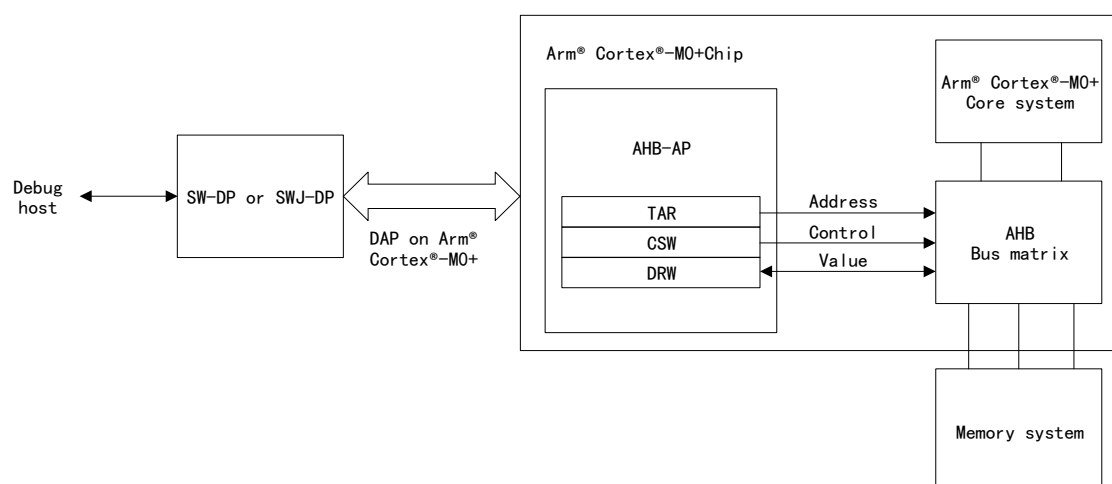 Arm® Cortex®-M0+Chip
Arm® Cortex®-M0+
Core system
AHB-AP
Debug
host
SW-DP or SWJ-DP
DAP on Arm®
Cortex®-M0+
TAR
CSW
DRW
Address
Control
Value
AHB
Bus matrix
Memory system